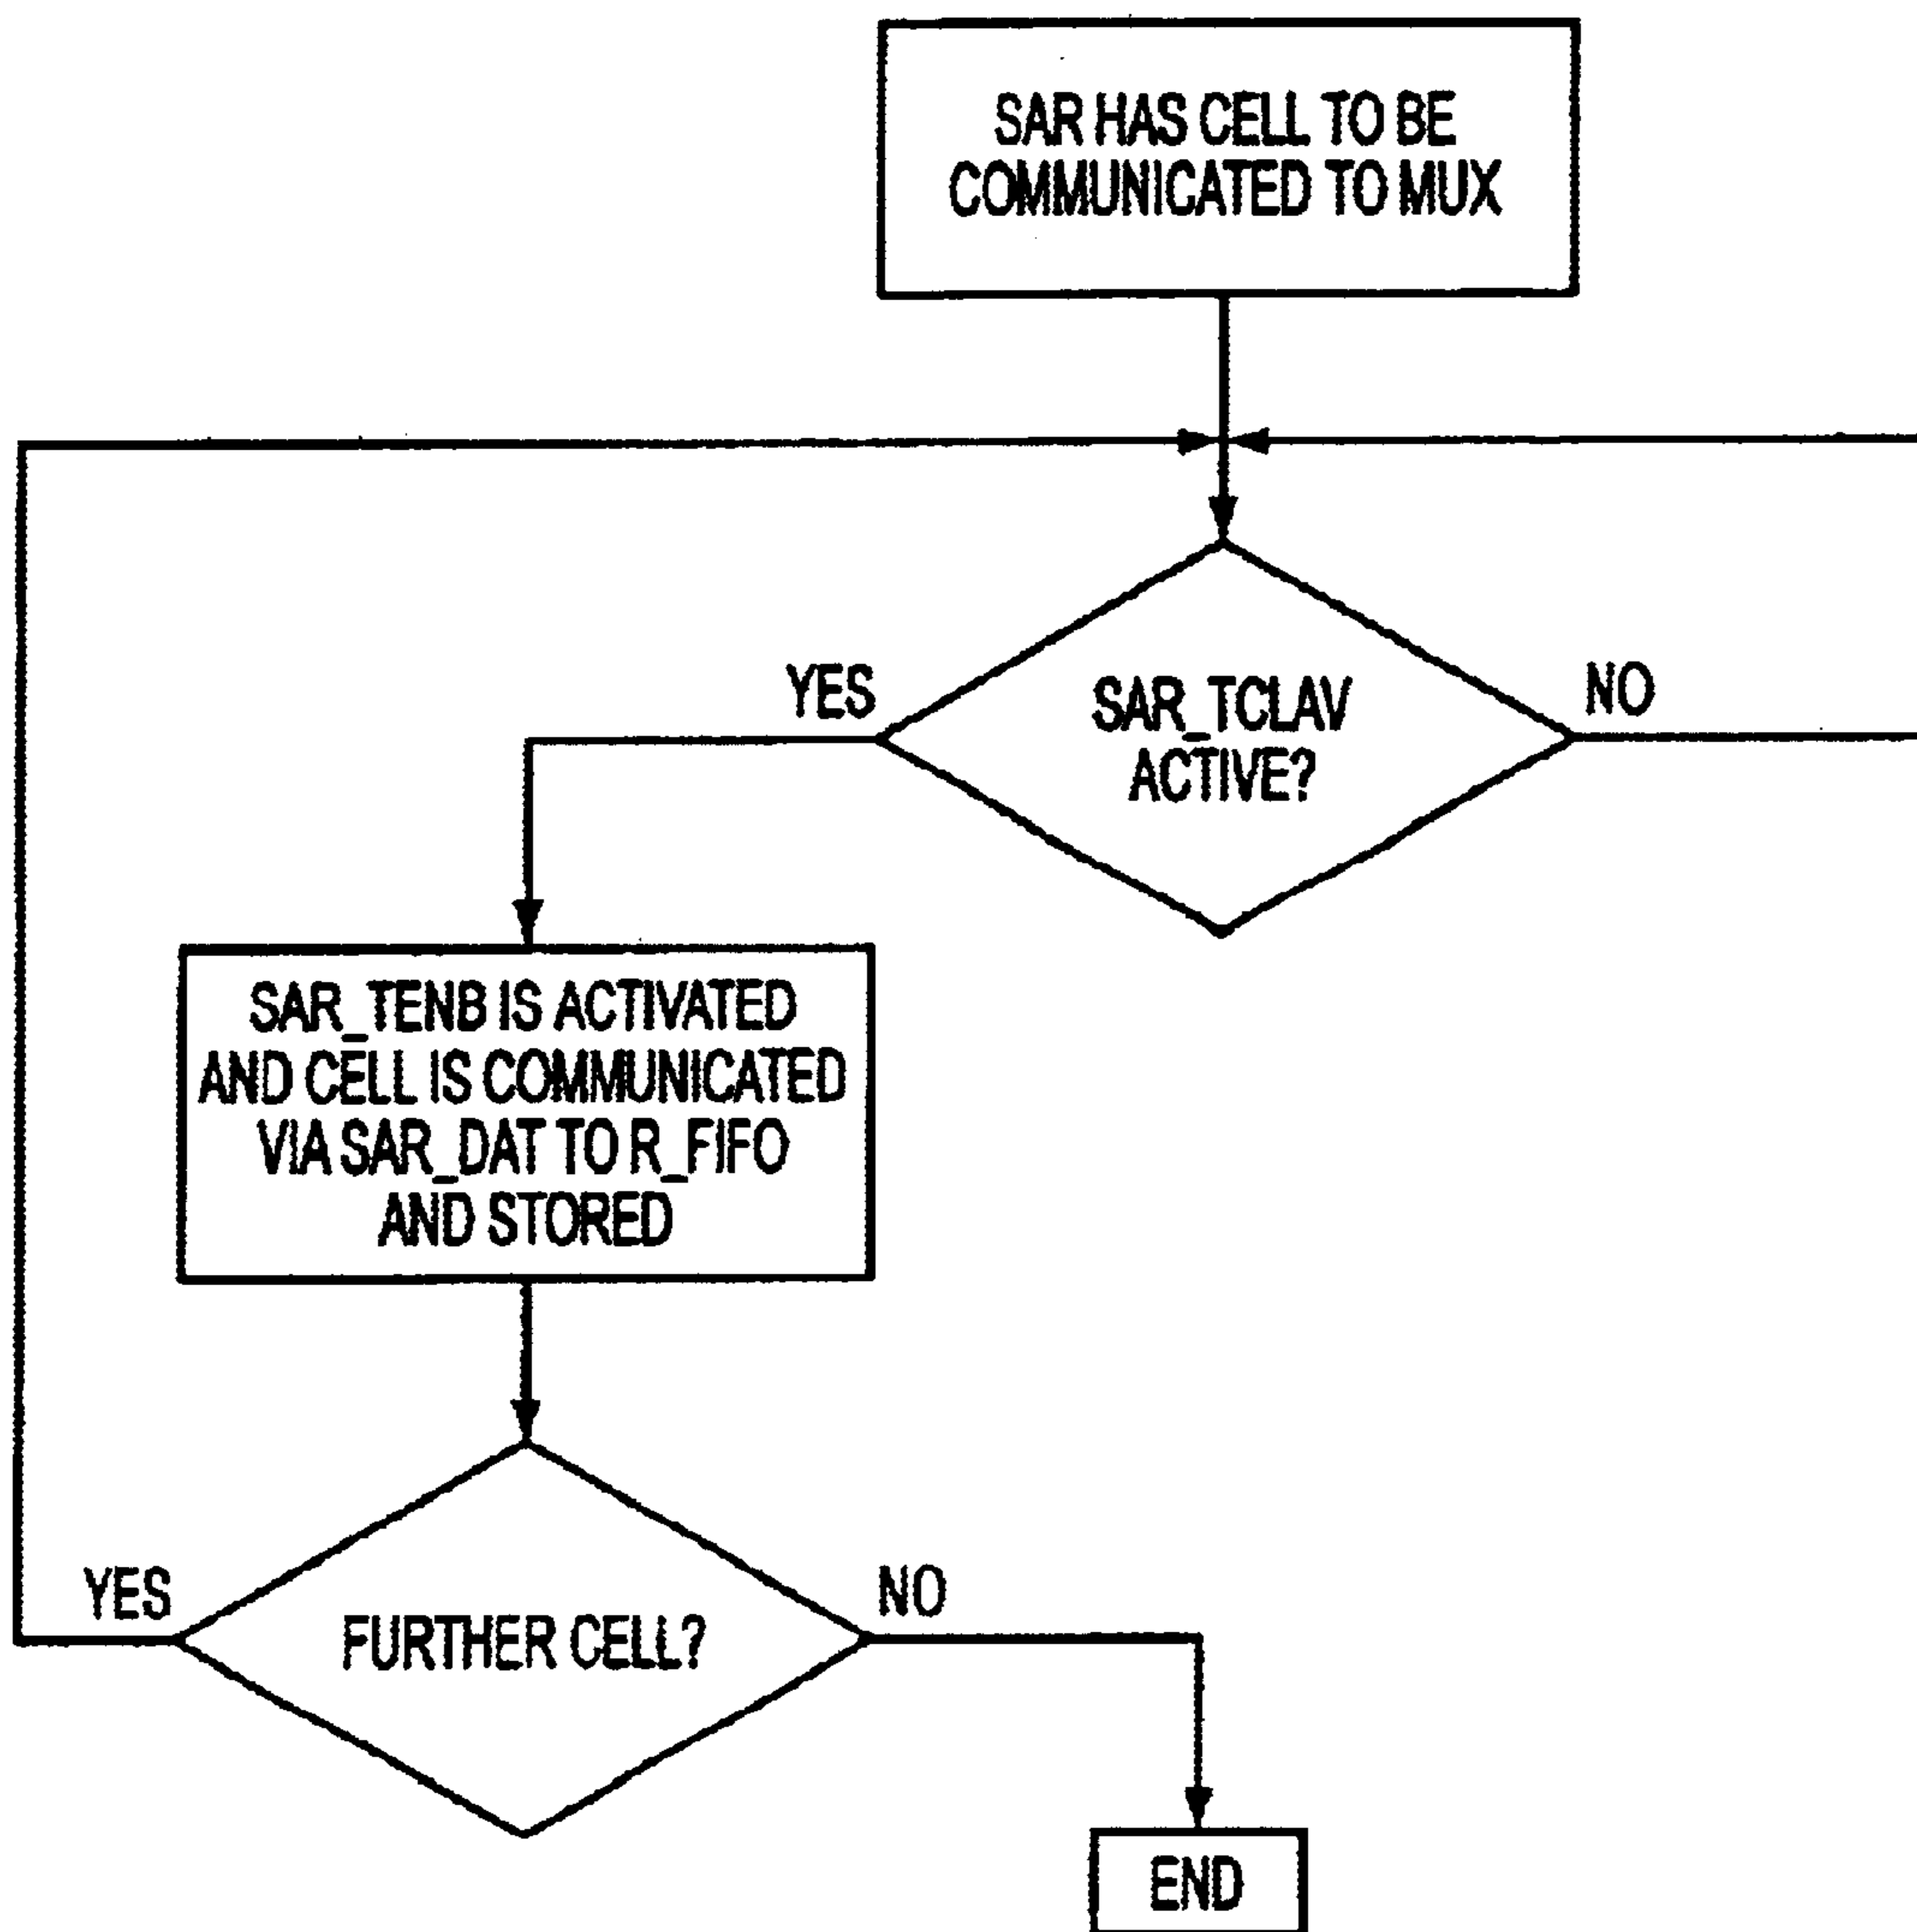 SAR HAS CELL TO BE
COMMUNICATED TO MUX
YES
SAR_TCLAV
ACTIVE?
NO
SAR_TENB IS ACTIVATED
AND CELL IS COMMUNICATED
VIA SAR_DAT TO R_FIFO
AND STORED
YES
FURTHER CELL?
NO
END